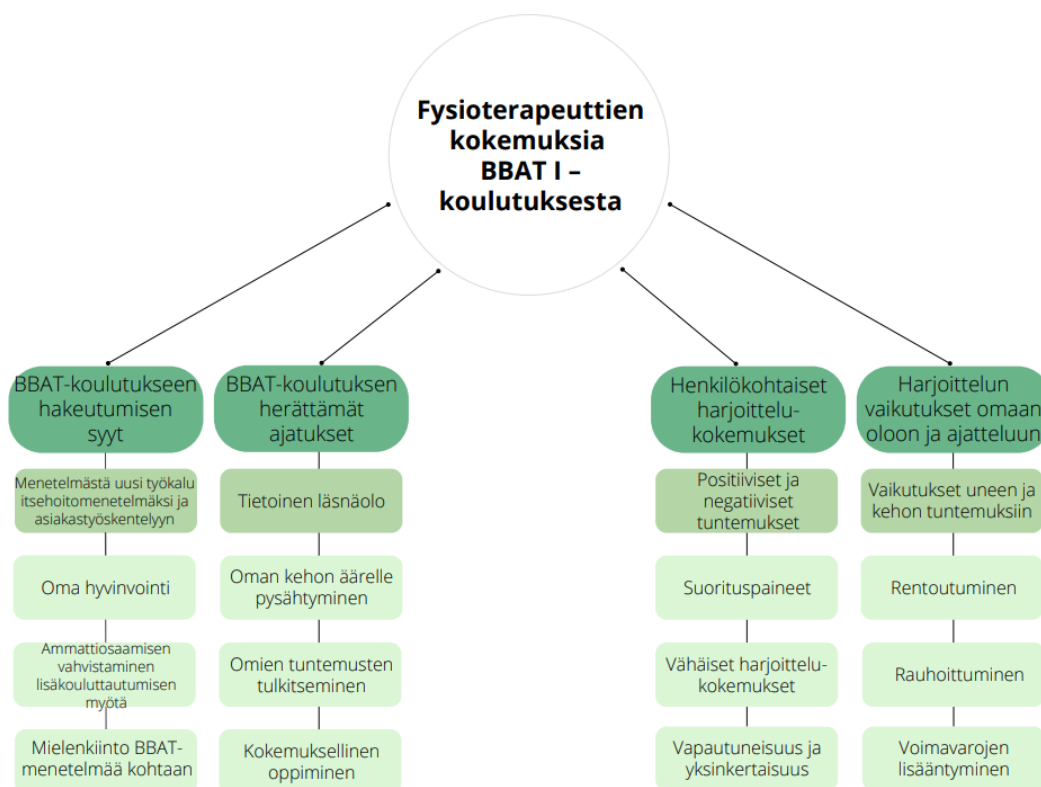 Fysioterapeuttien
kokemuksia
BBAT I –
koulutuksesta
BBAT-koulutukseen
hakeutumisen
syyt
Menetelmästä uusi työkalu
itsehoitomenetelmäksi ja
asiakastyöskentelyyn
Oma hyvinvointi
Ammattiosaamisen
vahvistaminen
lisäkouluttautumisen
myötä
Mielenkiinto BBAT-
menetelmää kohtaan
BBAT-koulutuksen
herättämät
ajatukset
Tietoinen läsnäolo
Oman kehon äärelle
pysähtyminen
Omien tuntemusten
tulkitseminen
Kokemuksellinen
oppiminen
Henkilökohtaiset
harjoittelu-
kokemukset
Positiiviset ja
negatiiviset
tuntemukset
Suorituspaineet
Vähäiset harjoittelu-
kokemukset
Vapautuneisuus ja
yksinkertaisuus
Harjoittelun
vaikutukset omaan
oloon ja ajatteluun
Vaikutukset uneen ja
kehon tuntemuksiin
Rentoutuminen
Rauhoittuminen
Voimavarojen
lisääntyminen